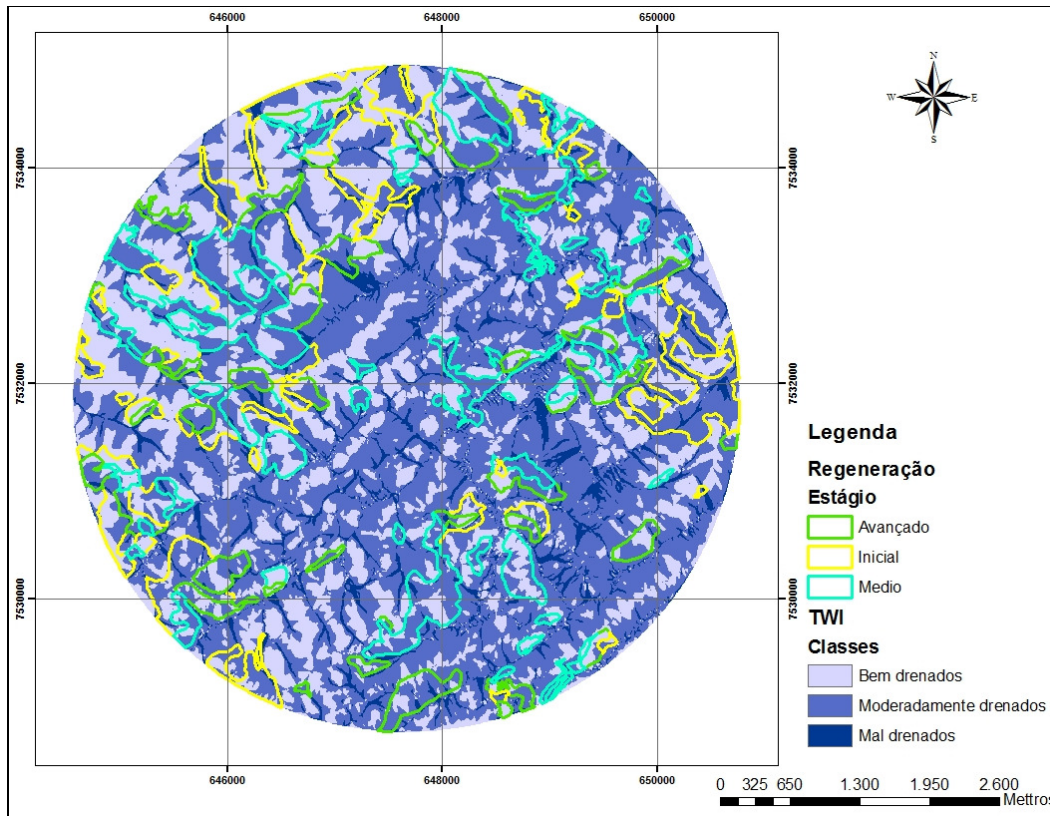 646000 648000 650000
N
W E
S
7534000 7534000
7532000 7532000
7530000 7530000
646000 648000 650000
Legenda
Regeneração
Estágio
Avançado
Inicial
Medio
TWI
Classes
Bem drenados
Moderadamente drenados
Mal drenados
0 325 650 1.300 1.950 2.600
Mettros